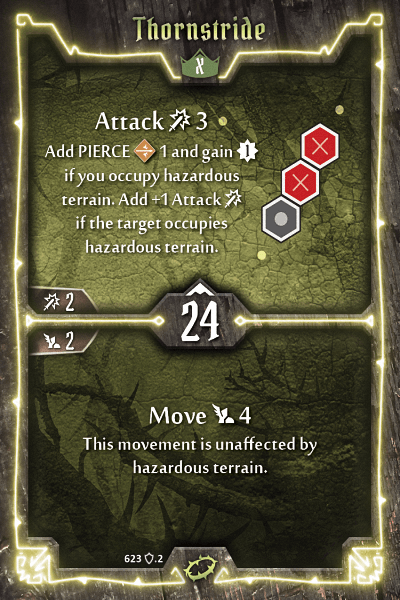 Thornstride
X
Attack 3
Add PIERCE 1 and gain 1
if you occupy hazardous
terrain. Add +1 Attack
if the target occupies
hazardous terrain.
2
24
2
Move 4
This movement is unaffected by
hazardous terrain.
623 .2